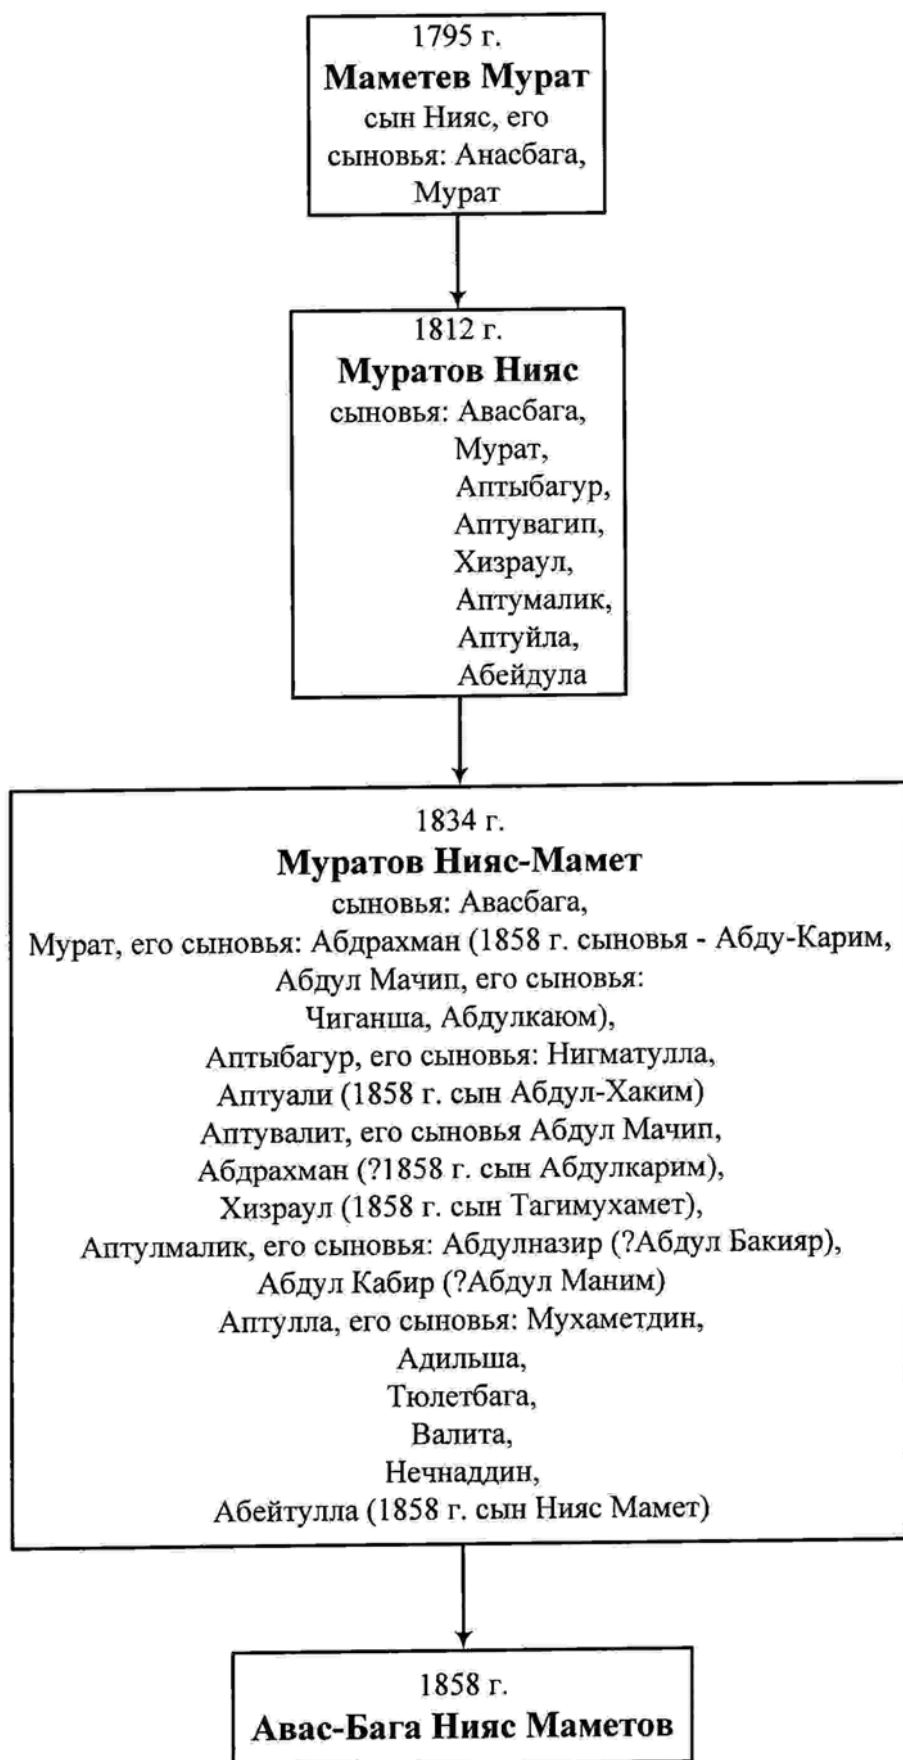 1795 г.
Маметев Мурат
сын Нияс, его
сыновья: Анасбага,
Мурат
1812 г.
Муратов Нияс
сыновья: Авасбага,
Мурат,
Аптыбагур,
Аптувагип,
Хизраул,
Аптумалик,
Аптуйла,
Абейдула
1834 г.
Муратов Нияс-Мамет
сыновья: Авасбага,
Мурат, его сыновья: Абдрахман (1858 г. сыновья - Абду-Карим,
Абдул Мачип, его сыновья:
Чиганша, Абдулкаюм),
Аптыбагур, его сыновья: Нигматулла,
Аптуали (1858 г. сын Абдул-Хаким)
Аптувалит, его сыновья Абдул Мачип,
Абдрахман (?1858 г. сын Абдулкарим),
Хизраул (1858 г. сын Тагимухамет),
Аптулмалик, его сыновья: Абдулназир (?Абдул Бакияр),
Абдул Кабир (?Абдул Маним)
Аптулла, его сыновья: Мухаметдин,
Адильша,
Тюлетбага,
Валита,
Нечнаддин,
Абейтулла (1858 г. сын Нияс Мамет)
1858 г.
Авас-Бага Нияс Маметов